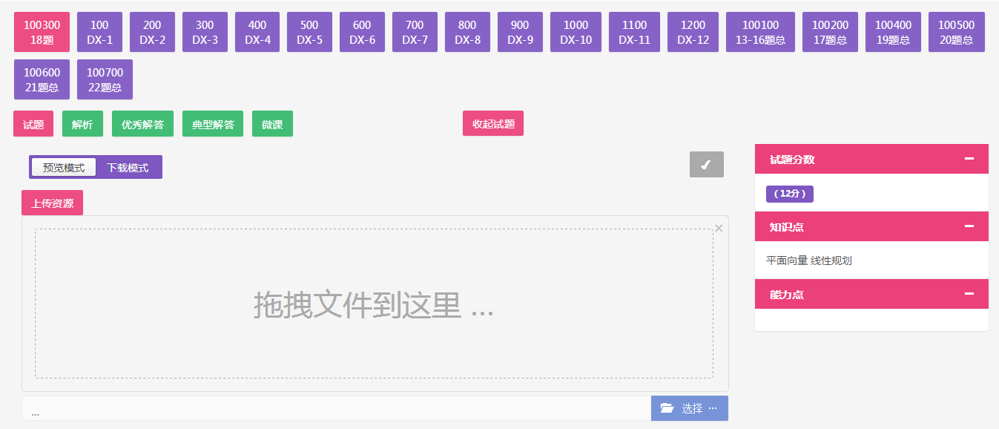 100300 100 200 300 400 500 600 700 800 900 1000 1100 1200 100100 100200 100400 100500
18题 DX-1 DX-2 DX-3 DX-4 DX-5 DX-6 DX-7 DX-8 DX-9 DX-10 DX-11 DX-12 13-16题总 17题总 19题总 20题总
100600 100700
21题总 22题总
试题 解析 优秀解答 典型解答 微课 收起试题
预览模式 下载模式
上传资源
拖拽文件到这里 ...
...
选择 ...
试题分数
（12分）
知识点
平面向量 线性规划
能力点